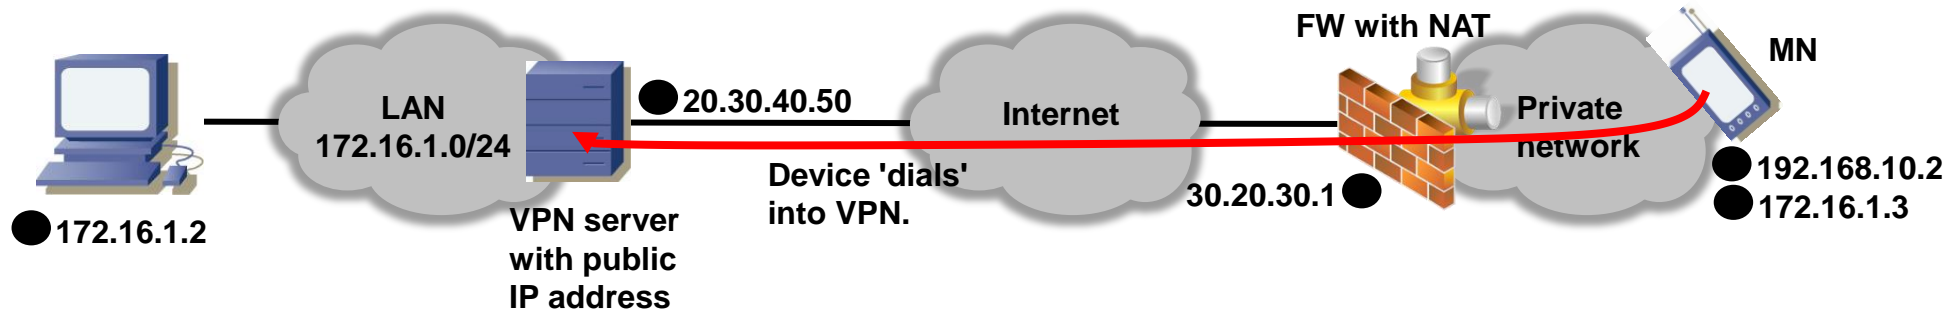 FW with NAT
MN
LAN
172.16.1.0/24
20.30.40.50
Internet
Private
network
Device 'dials'
into VPN.
30.20.30.1
192.168.10.2
172.16.1.3
172.16.1.2
VPN server
with public
IP address